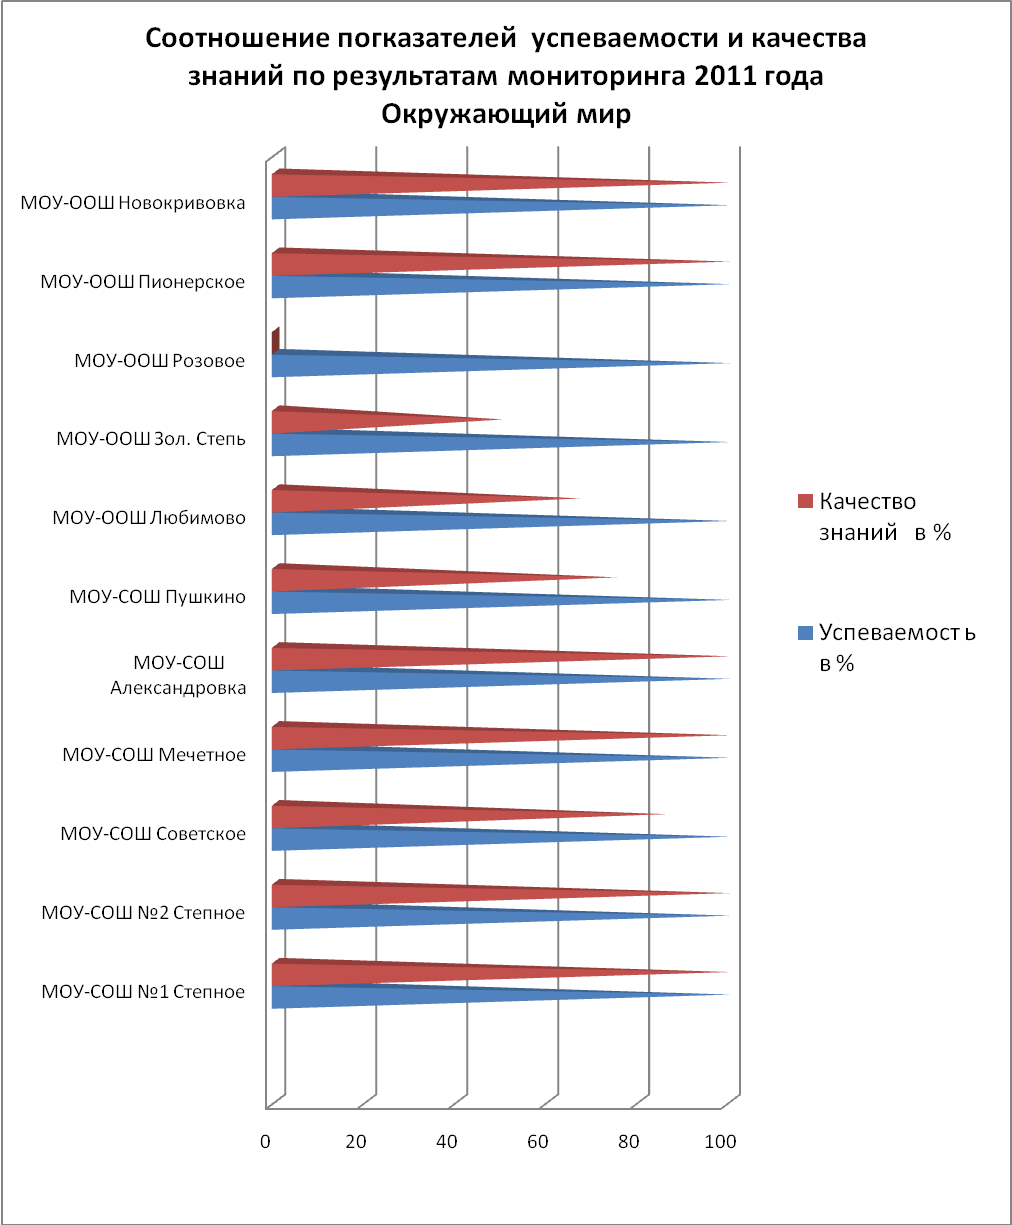 Соотношение погказателей успеваемости и качества
знаний по результатам мониторинга 2011 года
Окружающий мир
МОУ-ООШ Новокривовка
МОУ-ООШ Пионерское
МОУ-ООШ Розовое
МОУ-ООШ Зол. Степь
МОУ-ООШ Любимово
МОУ-СОШ Пушкино
МОУ-СОШ
Александровка
МОУ-СОШ Мечетное
МОУ-СОШ Советское
МОУ-СОШ №2 Степное
МОУ-СОШ №1 Степное
0 20 40 60 80 100
Качество
знаний в %
Успеваемост ь
в %